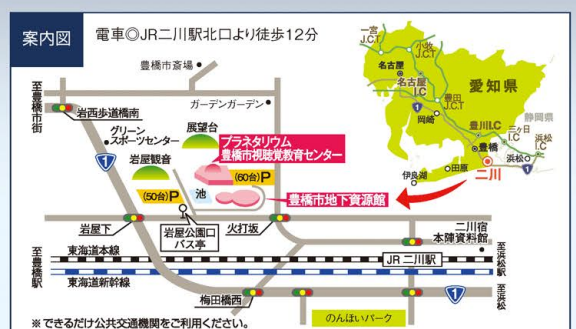 案内図
電車◎JR二川駅北口より徒歩12分
豊橋市斎場
ガーデンガーデン
至豊橋市街
岩西歩道橋南
グリーン
スポーツセンター
展望台
プラネタリウム
豊橋市視聴覚教育センター
岩屋観音
(60台)P
(50台)P
池
豊橋市地下資源館
1
岩屋下
岩屋公園口
バス亭
火打坂
二川宿
本陣資料館
至豊橋駅
東海道本線
JR 二川駅
至浜松駅
東海道新幹線
梅田橋西
1
至浜松
のんほいパーク
※できるだけ公共交通機関をご利用ください。
一宮
J.C.T
小牧
J.C.T
名古屋
名古屋
I.C
愛知県
1
豊田
J.C.T
岡崎
静岡県
豊川I.C
三ヶ日
I.C
浜松
I.C
豊橋
浜松
1
田原
伊良湖
二川